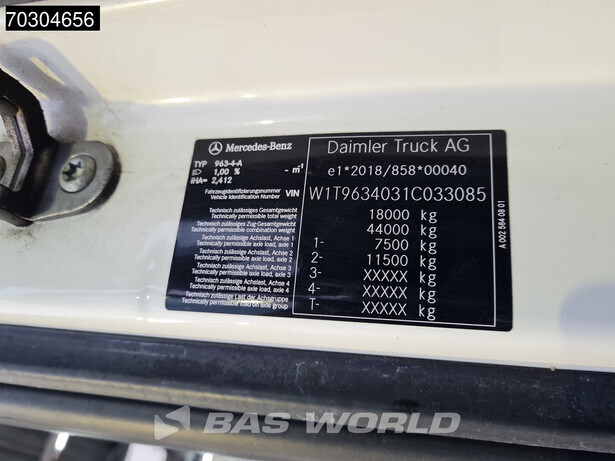 70304656
Mercedes-Benz
Daimler Truck AG
TYP 963-4-A
1,00 % - m⁻¹
IHA= 2,412
e1*2018/858*00040
Fahrzeugidentifizierungsnummer
Vehicle Identification Number VIN W1T9634031C033085
Technisch zulässiges Gesamtgewicht
Technically permissible total weight 18000 kg
Technisch zulässiges Zug-Gesamtgewicht
Technically permissible combination weight 44000 kg
Technisch zulässige Achslast, Achse 1
Technically permissible axle load, axle 1 1- 7500 kg
Technisch zulässige Achslast, Achse 2
Technically permissible axle load, axle 2 2- 11500 kg
Technisch zulässige Achslast, Achse 3
Technically permissible axle load, axle 3 3- XXXXX kg
Technisch zulässige Achslast, Achse 4
Technically permissible axle load, axle 4 4- XXXXX kg
Technisch zulässige Last der Achsgruppe
Technically permissible load on axle group T- XXXXX kg
A 002 584 08 01
BAS WORLD